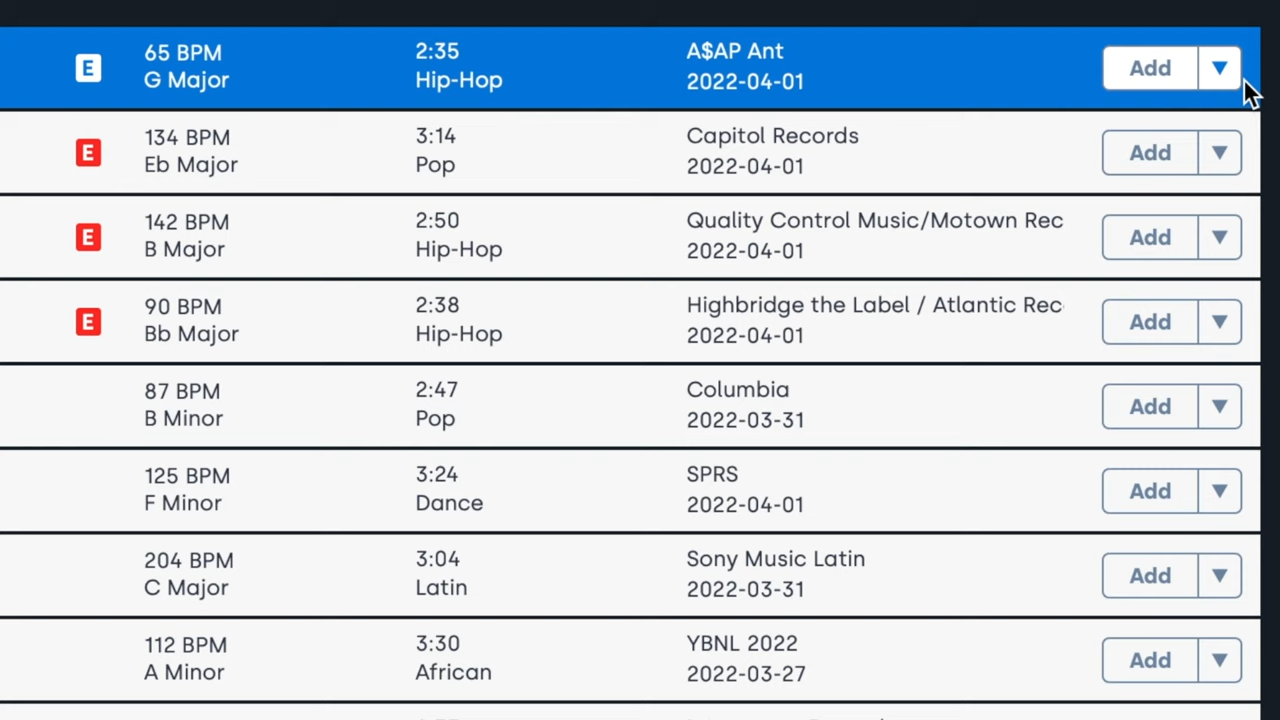 E 65 BPM 2:35 A$AP Ant Add
G Major Hip-Hop 2022-04-01
E 134 BPM 3:14 Capitol Records Add
Eb Major Pop 2022-04-01
E 142 BPM 2:50 Quality Control Music/Motown Rec Add
B Major Hip-Hop 2022-04-01
E 90 BPM 2:38 Highbridge the Label / Atlantic Rec Add
Bb Major Hip-Hop 2022-04-01
87 BPM 2:47 Columbia Add
B Minor Pop 2022-03-31
125 BPM 3:24 SPRS Add
F Minor Dance 2022-04-01
204 BPM 3:04 Sony Music Latin Add
C Major Latin 2022-03-31
112 BPM 3:30 YBNL 2022 Add
A Minor African 2022-03-27